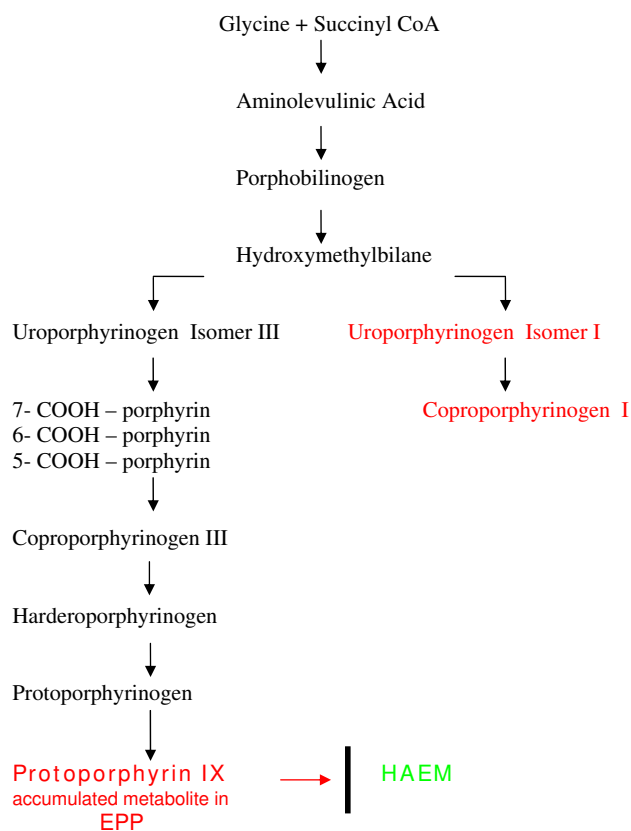 Glycine + Succinyl CoA
Aminolevulinic Acid
Porphobilinogen
Hydroxymethylbilane
Uroporphyrinogen Isomer III
Uroporphyrinogen Isomer I
7- COOH – porphyrin
6- COOH – porphyrin
5- COOH – porphyrin
Coproporphyrinogen I
Coproporphyrinogen III
Harderoporphyrinogen
Protoporphyrinogen
Protoporphyrin IX
accumulated metabolite in
EPP
HAEM